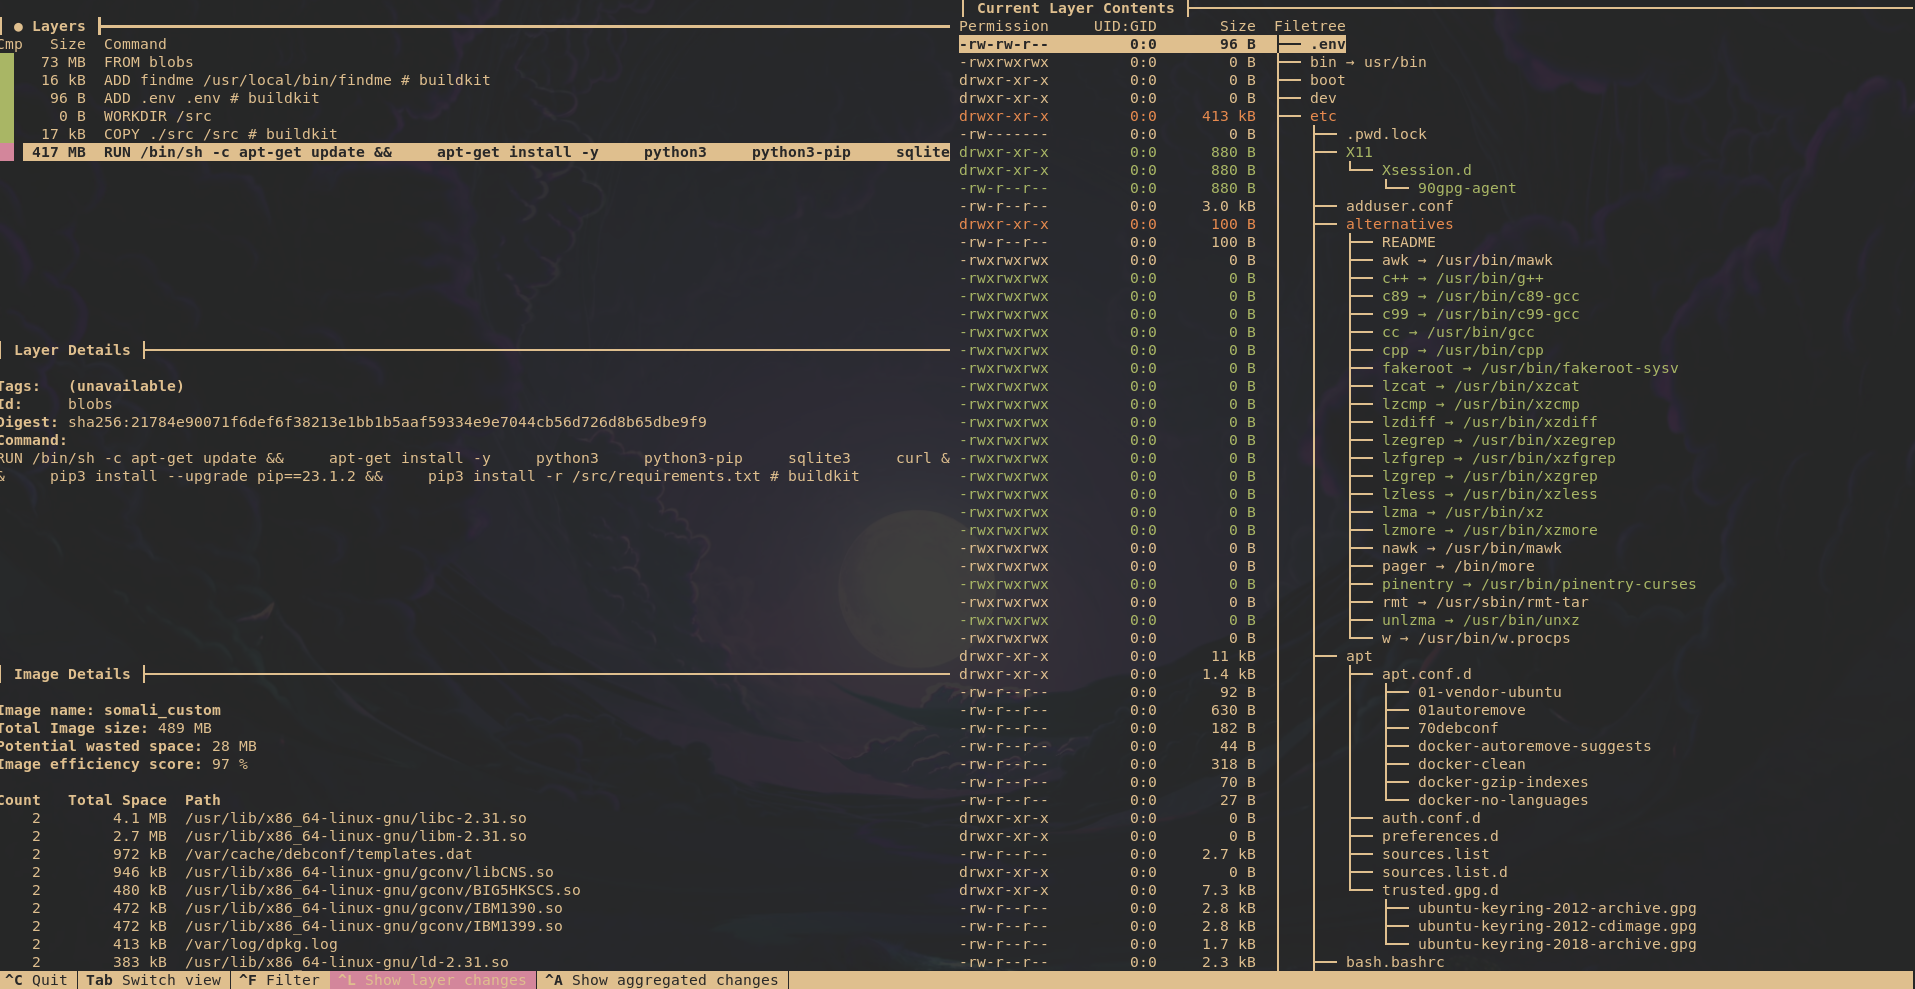 ● Layers
Cmp Size Command
73 MB FROM blobs
16 kB ADD findme /usr/local/bin/findme # buildkit
96 B ADD .env .env # buildkit
0 B WORKDIR /src
17 kB COPY ./src /src # buildkit
417 MB RUN /bin/sh -c apt-get update && apt-get install -y python3 python3-pip sqlite
Layer Details
Tags: (unavailable)
Id: blobs
Digest: sha256:21784e90071f6def6f38213e1bb1b5aaf59334e9e7044cb56d726d8b65dbe9f9
Command:
RUN /bin/sh -c apt-get update && apt-get install -y python3 python3-pip sqlite3 curl &
& pip3 install --upgrade pip==23.1.2 && pip3 install -r /src/requirements.txt # buildkit
Image Details
Image name: somali_custom
Total Image size: 489 MB
Potential wasted space: 28 MB
Image efficiency score: 97 %
Count Total Space Path
2 4.1 MB /usr/lib/x86_64-linux-gnu/libc-2.31.so
2 2.7 MB /usr/lib/x86_64-linux-gnu/libm-2.31.so
2 972 kB /var/cache/debconf/templates.dat
2 946 kB /usr/lib/x86_64-linux-gnu/gconv/libCNS.so
2 480 kB /usr/lib/x86_64-linux-gnu/gconv/BIG5HKSCS.so
2 472 kB /usr/lib/x86_64-linux-gnu/gconv/IBM1390.so
2 472 kB /usr/lib/x86_64-linux-gnu/gconv/IBM1399.so
2 413 kB /var/log/dpkg.log
2 383 kB /usr/lib/x86_64-linux-gnu/ld-2.31.so
Current Layer Contents
Permission UID:GID Size Filetree
-rw-rw-r-- 0:0 96 B ├── .env
-rwxrwxrwx 0:0 0 B ├── bin → usr/bin
drwxr-xr-x 0:0 0 B ├── boot
drwxr-xr-x 0:0 0 B ├── dev
drwxr-xr-x 0:0 413 kB ├── etc
-rw------- 0:0 0 B │ ├── .pwd.lock
drwxr-xr-x 0:0 880 B │ ├── X11
drwxr-xr-x 0:0 880 B │ │ └── Xsession.d
-rw-r--r-- 0:0 880 B │ │ └── 90gpg-agent
-rw-r--r-- 0:0 3.0 kB │ ├── adduser.conf
drwxr-xr-x 0:0 100 B │ ├── alternatives
-rw-r--r-- 0:0 100 B │ │ ├── README
-rwxrwxrwx 0:0 0 B │ │ ├── awk → /usr/bin/mawk
-rwxrwxrwx 0:0 0 B │ │ ├── c++ → /usr/bin/g++
-rwxrwxrwx 0:0 0 B │ │ ├── c89 → /usr/bin/c89-gcc
-rwxrwxrwx 0:0 0 B │ │ ├── c99 → /usr/bin/c99-gcc
-rwxrwxrwx 0:0 0 B │ │ ├── cc → /usr/bin/gcc
-rwxrwxrwx 0:0 0 B │ │ ├── cpp → /usr/bin/cpp
-rwxrwxrwx 0:0 0 B │ │ ├── fakeroot → /usr/bin/fakeroot-sysv
-rwxrwxrwx 0:0 0 B │ │ ├── lzcat → /usr/bin/xzcat
-rwxrwxrwx 0:0 0 B │ │ ├── lzcmp → /usr/bin/xzcmp
-rwxrwxrwx 0:0 0 B │ │ ├── lzdiff → /usr/bin/xzdiff
-rwxrwxrwx 0:0 0 B │ │ ├── lzegrep → /usr/bin/xzegrep
-rwxrwxrwx 0:0 0 B │ │ ├── lzfgrep → /usr/bin/xzfgrep
-rwxrwxrwx 0:0 0 B │ │ ├── lzgrep → /usr/bin/xzgrep
-rwxrwxrwx 0:0 0 B │ │ ├── lzless → /usr/bin/xzless
-rwxrwxrwx 0:0 0 B │ │ ├── lzma → /usr/bin/xz
-rwxrwxrwx 0:0 0 B │ │ ├── lzmore → /usr/bin/xzmore
-rwxrwxrwx 0:0 0 B │ │ ├── nawk → /usr/bin/mawk
-rwxrwxrwx 0:0 0 B │ │ ├── pager → /bin/more
-rwxrwxrwx 0:0 0 B │ │ ├── pinentry → /usr/bin/pinentry-curses
-rwxrwxrwx 0:0 0 B │ │ ├── rmt → /usr/sbin/rmt-tar
-rwxrwxrwx 0:0 0 B │ │ ├── unlzma → /usr/bin/unxz
-rwxrwxrwx 0:0 0 B │ │ └── w → /usr/bin/w.procps
drwxr-xr-x 0:0 11 kB │ ├── apt
drwxr-xr-x 0:0 1.4 kB │ │ ├── apt.conf.d
-rw-r--r-- 0:0 92 B │ │ │ ├── 01-vendor-ubuntu
-rw-r--r-- 0:0 630 B │ │ │ ├── 01autoremove
-rw-r--r-- 0:0 182 B │ │ │ ├── 70debconf
-rw-r--r-- 0:0 44 B │ │ │ ├── docker-autoremove-suggests
-rw-r--r-- 0:0 318 B │ │ │ ├── docker-clean
-rw-r--r-- 0:0 70 B │ │ │ ├── docker-gzip-indexes
-rw-r--r-- 0:0 27 B │ │ │ └── docker-no-languages
drwxr-xr-x 0:0 0 B │ │ ├── auth.conf.d
drwxr-xr-x 0:0 0 B │ │ ├── preferences.d
-rw-r--r-- 0:0 2.7 kB │ │ ├── sources.list
drwxr-xr-x 0:0 0 B │ │ ├── sources.list.d
drwxr-xr-x 0:0 7.3 kB │ │ └── trusted.gpg.d
-rw-r--r-- 0:0 2.8 kB │ │ ├── ubuntu-keyring-2012-archive.gpg
-rw-r--r-- 0:0 2.8 kB │ │ ├── ubuntu-keyring-2012-cdimage.gpg
-rw-r--r-- 0:0 1.7 kB │ │ └── ubuntu-keyring-2018-archive.gpg
-rw-r--r-- 0:0 2.3 kB │ ├── bash.bashrc
^C Quit Tab Switch view ^F Filter ^L Show layer changes ^A Show aggregated changes